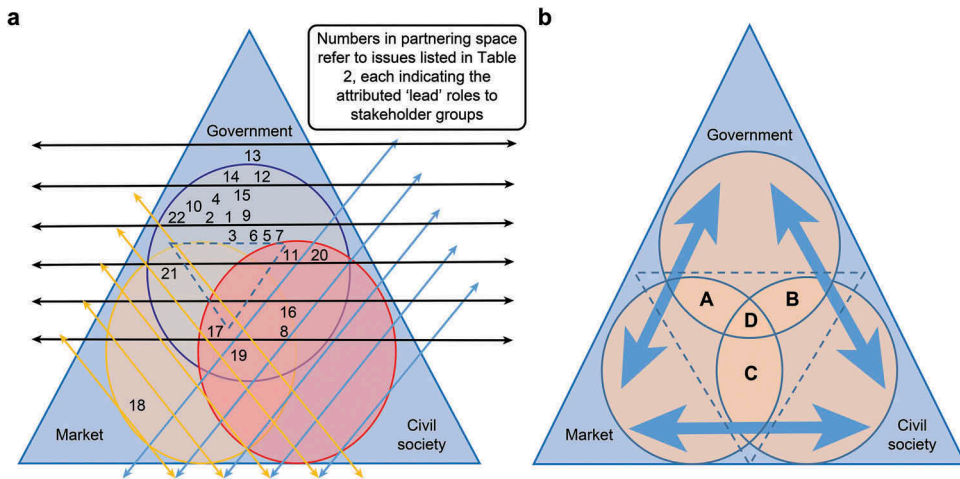 a
Numbers in partnering space
refer to issues listed in Table
2, each indicating the
attributed ‘lead’ roles to
stakeholder groups
Government
13
14 12
4 15
10
22 2 1 9
3 6 5 7
11 20
21
16
17 8
19
18
Market
Civil
society
b
Government
A B
D
C
Market
Civil
society